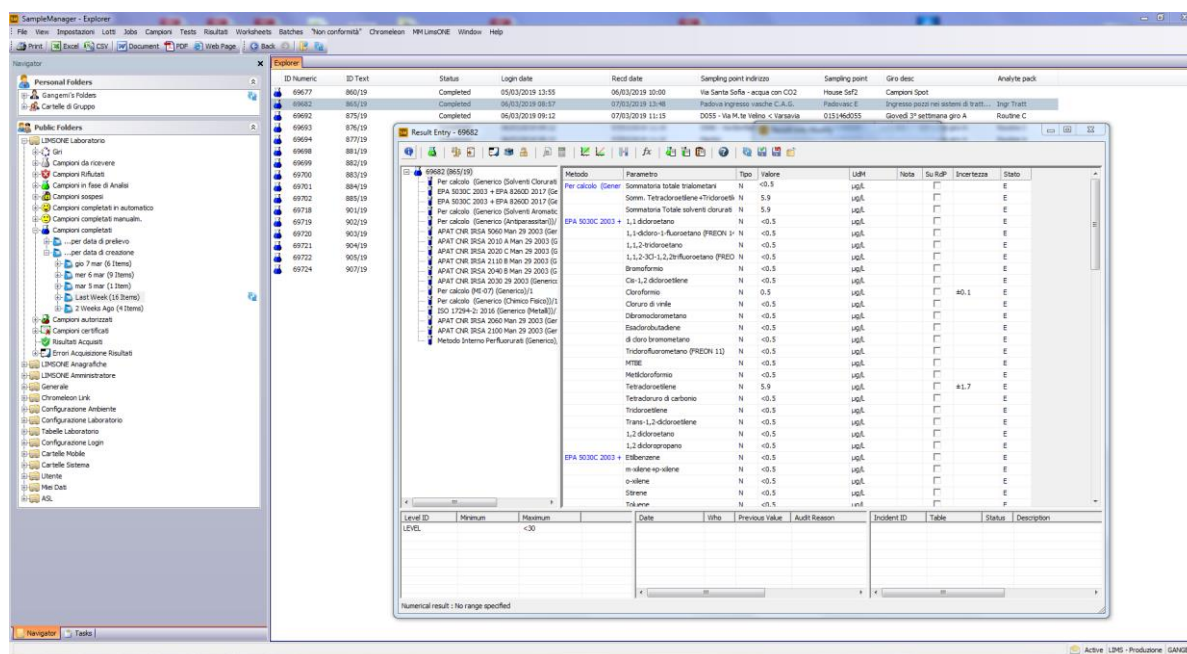 SampleManager - Explorer
File View Impostazioni Lotti Jobs Campioni Tests Risultati Worksheets Batches "Non conformità" Chromeleon MM LimsONE Window Help
Print Excel CSV Document PDF Web Page Back
Navigator
Personal Folders
Gangemi's Folders
Cartelle di Gruppo
Public Folders
LIMSONE Laboratorio
Giri
Campioni da ricevere
Campioni Rifiutati
Campioni in fase di Analisi
Campioni sospesi
Campioni completati in automatico
Campioni completati manualm.
Campioni completati
...per data di prelievo
...per data di creazione
gio 7 mar (6 Items)
mer 6 mar (9 Items)
mar 5 mar (1 Item)
Last Week (16 Items)
2 Weeks Ago (4 Items)
Campioni autorizzati
Campioni certificati
Risultati Acquisiti
Errori Acquisizione Risultati
LIMSONE Anagrafiche
LIMSONE Amministratore
Generale
Chromeleon Link
Configurazione Ambiente
Configurazione Laboratorio
Tabelle Laboratorio
Configurazione Login
Cartelle Mobile
Cartelle Sistema
Utente
Miei Dati
ASL
Navigator Tasks
Explorer
ID Numeric ID Text Status Login date Recd date Sampling point indirizzo Sampling point Giro desc Analyte pack
69677 860/19 Completed 05/03/2019 13:55 06/03/2019 10:00 Via Santa Sofia - acqua con CO2 House Ssf2 Campioni Spot
69682 865/19 Completed 06/03/2019 08:57 07/03/2019 13:48 Padova ingresso vasche C.A.G. Padovasc E Ingresso pozzi nei sistemi di tratt... Ingr Tratt
69692 875/19 Completed 06/03/2019 09:12 07/03/2019 11:15 D055 - Via M.te Velino < Varsavia 015146d055 Giovedì 3° settimana giro A Routine C
69693 876/19
69694 877/19
69698 881/19
69699 882/19
69700 883/19
69701 884/19
69702 885/19
69718 901/19
69719 902/19
69720 903/19
69721 904/19
69722 905/19
69724 907/19
Result Entry - 69682
69682 (865/19)
Per calcolo (Generico (Solventi Clorurati
EPA 5030C 2003 + EPA 8260D 2017 (Ge
EPA 5030C 2003 + EPA 8260D 2017 (Ge
Per calcolo (Generico (Solventi Aromatic
Per calcolo (Generico (Antiparassitari))/
APAT CNR IRSA 5060 Man 29 2003 (Ger
APAT CNR IRSA 2010 A Man 29 2003 (G
APAT CNR IRSA 2020 C Man 29 2003 (G
APAT CNR IRSA 2110 B Man 29 2003 (G
APAT CNR IRSA 2040 B Man 29 2003 (G
APAT CNR IRSA 2030 29 2003 (Generico
Per calcolo (MI-07) (Generico)/1
Per calcolo (Generico (Chimico Fisico))/1
ISO 17294-2: 2016 (Generico (Metalli))/
APAT CNR IRSA 2060 Man 29 2003 (Ger
APAT CNR IRSA 2100 Man 29 2003 (Ger
Metodo Interno Perfluorurati (Generico),
Metodo Parametro Tipo Valore UdM Nota Su RdP Incertezza Stato
Per calcolo (Gener Sommatoria totale trialometani N <0.5 µg/L E
Somm. Tetracloroetilene+Tricloroetil N 5.9 µg/L E
Sommatoria Totale solventi clorurati N 5.9 µg/L E
EPA 5030C 2003 + 1,1 dicloroetano N <0.5 µg/L E
1,1-dicloro-1-fluoroetano (FREON 1 N <0.5 µg/L E
1,1,2-tricloroetano N <0.5 µg/L E
1,1,2-3Cl-1,2,2trifluoroetano (FREO N <0.5 µg/L E
Bromoformio N <0.5 µg/L E
Cis-1,2 dicloroetilene N <0.5 µg/L E
Cloroformio N 0.5 µg/L ±0.1 E
Cloruro di vinile N <0.5 µg/L E
Dibromoclorometano N <0.5 µg/L E
Esaclorobutadiene N <0.5 µg/L E
di cloro bromometano N <0.5 µg/L E
Triclorofluorometano (FREON 11) N <0.5 µg/L E
MTBE N <0.5 µg/L E
Metilcloroformio N <0.5 µg/L E
Tetracloroetilene N 5.9 µg/L ±1.7 E
Tetracloruro di carbonio N <0.5 µg/L E
Tricloroetilene N <0.5 µg/L E
Trans-1,2-dicloroetilene N <0.5 µg/L E
1,2 dicloroetano N <0.5 µg/L E
1,2 dicloropropano N <0.5 µg/L E
EPA 5030C 2003 + Etilbenzene N <0.5 µg/L E
m-xilene+p-xilene N <0.5 µg/L E
o-xilene N <0.5 µg/L E
Stirene N <0.5 µg/L E
Toluene N <0.5 µg/L E
Level ID Minimum Maximum Date Who Previous Value Audit Reason Incident ID Table Status Description
LEVEL <30
Numerical result : No range specified
Active LIMS - Produzione GANGE